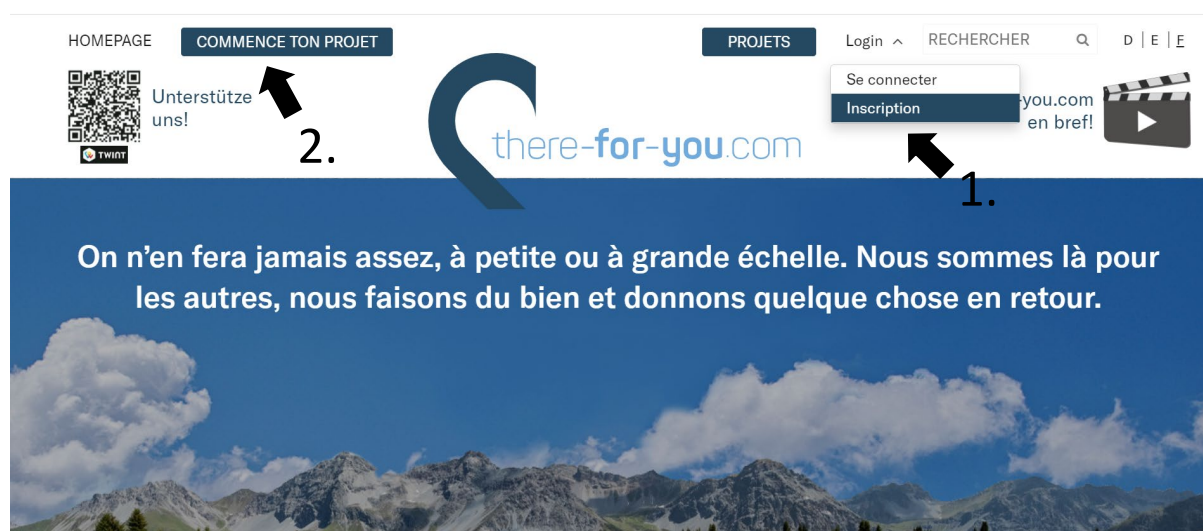 HOMEPAGE COMMENCE TON PROJET PROJETS Login RECHERCHER D | E | F
Se connecter
Inscription
Unterstütze
uns!
TWINT
2.
there-for-you.com
-you.com
en bref!
1.
On n’en fera jamais assez, à petite ou à grande échelle. Nous sommes là pour
les autres, nous faisons du bien et donnons quelque chose en retour.